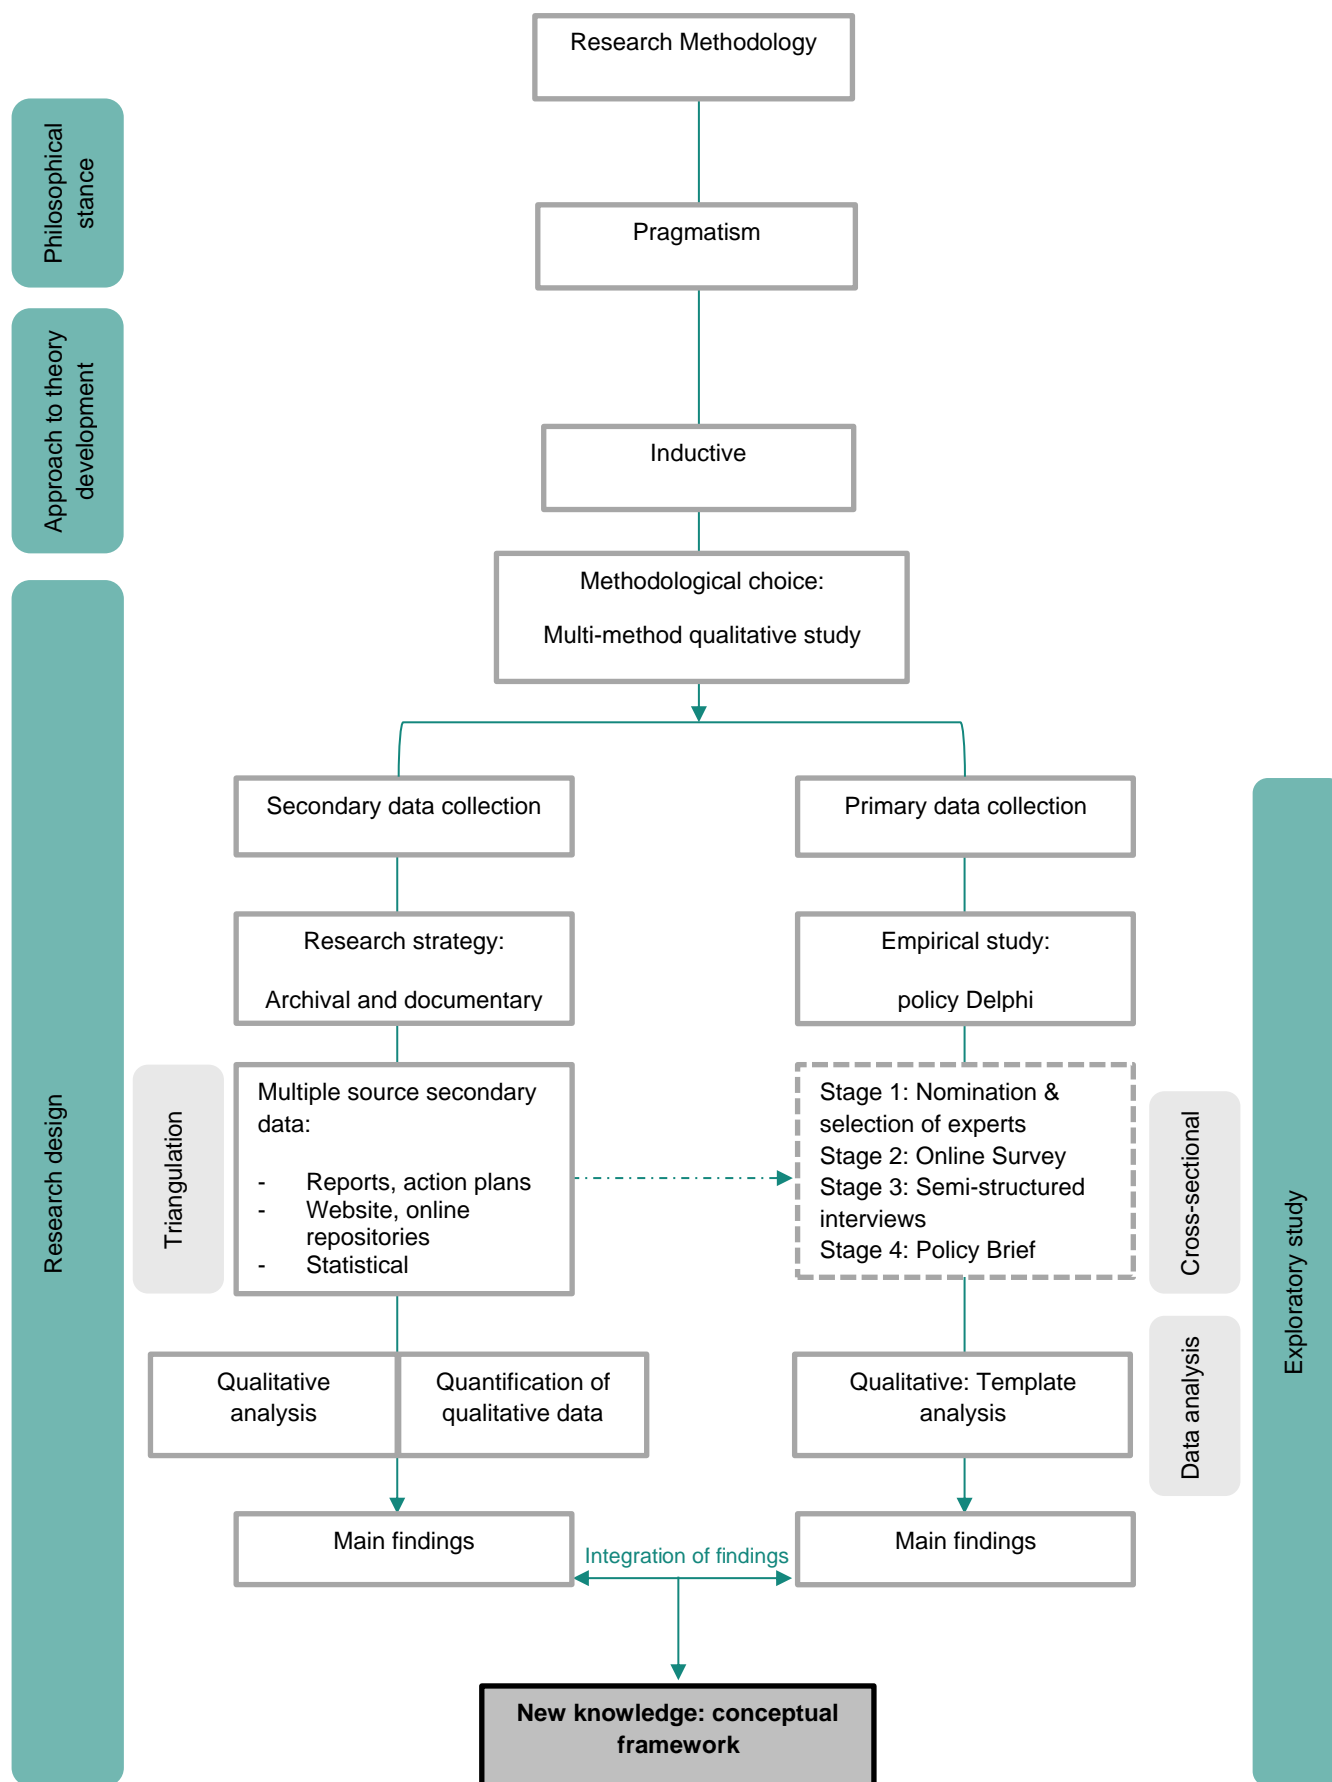 Research Methodology
Philosophical
stance
Pragmatism
Approach to theory
development
Inductive
Methodological choice:
Multi-method qualitative study
Research design
Secondary data collection
Primary data collection
Exploratory study
Research strategy:
Archival and documentary
Empirical study:
policy Delphi
Triangulation
Multiple source secondary
data:
- Reports, action plans
- Website, online
repositories
- Statistical
Stage 1: Nomination &
selection of experts
Stage 2: Online Survey
Stage 3: Semi-structured
interviews
Stage 4: Policy Brief
Cross-sectional
Qualitative
analysis
Quantification of
qualitative data
Qualitative: Template
analysis
Data analysis
Main findings
Integration of findings
Main findings
New knowledge: conceptual
framework